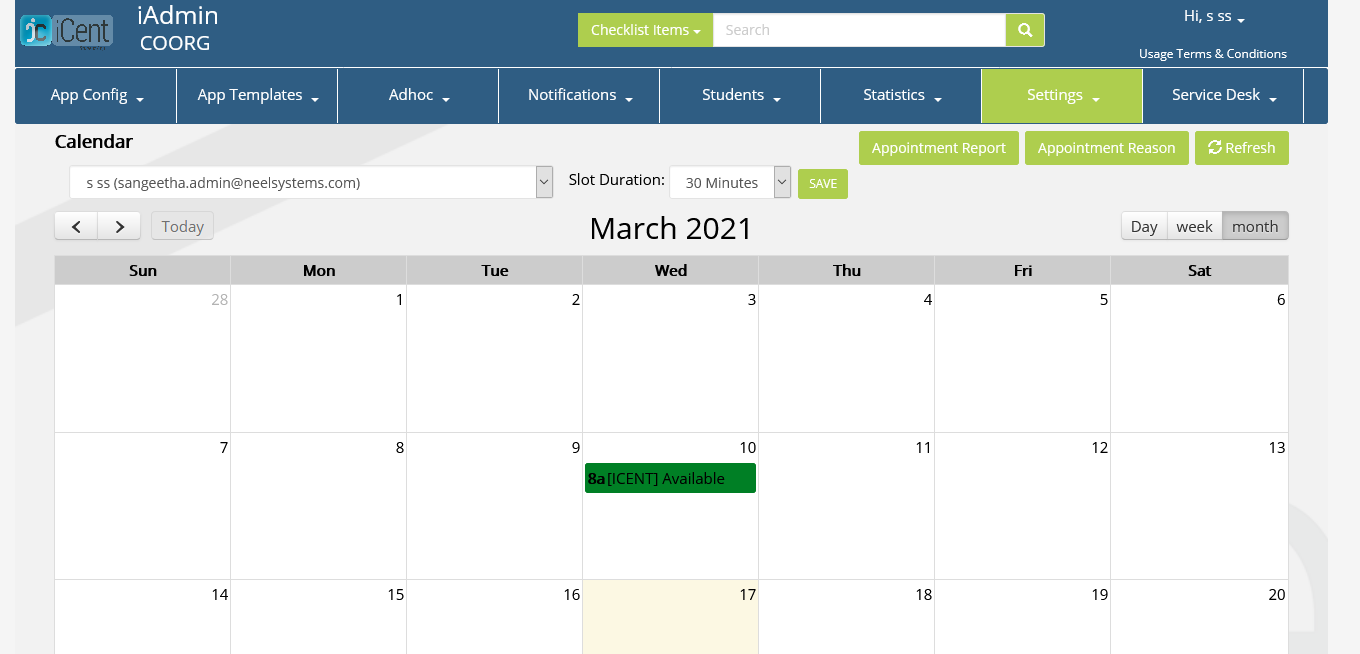 iCent
iAdmin
COORG
Checklist Items
Search
Hi, s ss
Usage Terms & Conditions
App Config
App Templates
Adhoc
Notifications
Students
Statistics
Settings
Service Desk
Calendar
Appointment Report
Appointment Reason
Refresh
s ss (sangeetha.admin@neelsystems.com)
Slot Duration:
30 Minutes
SAVE
Today
March 2021
Day
week
month
Sun Mon Tue Wed Thu Fri Sat
28 1 2 3 4 5 6
7 8 9 10 11 12 13
8a [ICENT] Available
14 15 16 17 18 19 20